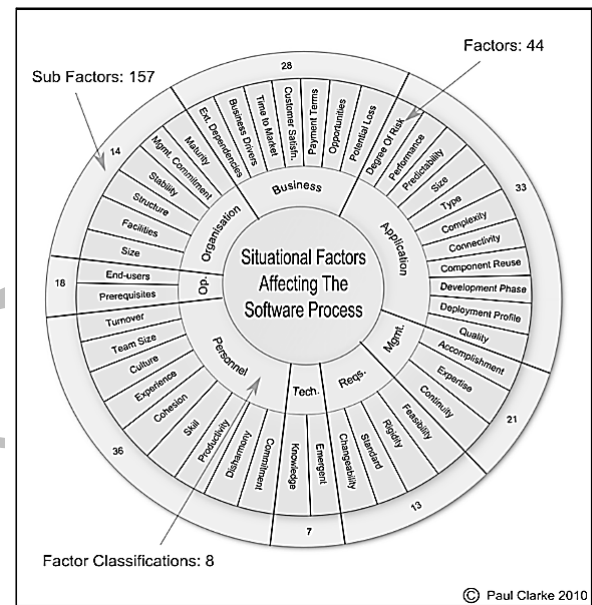 Factors: 44
Sub Factors: 157
28
33
21
13
7
36
18
14
Situational Factors
Affecting The
Software Process
Business
Ext. Dependencies
Business Drivers
Time to Market
Customer Satisfn.
Payment Terms
Opportunities
Potential Loss
Application
Degree Of Risk
Performance
Predictability
Size
Type
Complexity
Connectivity
Component Reuse
Development Phase
Deployment Profile
Quality
Mgmt.
Accomplishment
Expertise
Continuity
Reqs.
Feasibility
Rigidity
Standard
Changeability
Tech.
Emergent
Knowledge
Personnel
Commitment
Disharmony
Productivity
Skill
Cohesion
Experience
Culture
Team Size
Turnover
Op.
Prerequisites
End-users
Organisation
Size
Facilities
Structure
Stability
Mgmt. Commitment
Maturity
Factor Classifications: 8
© Paul Clarke 2010